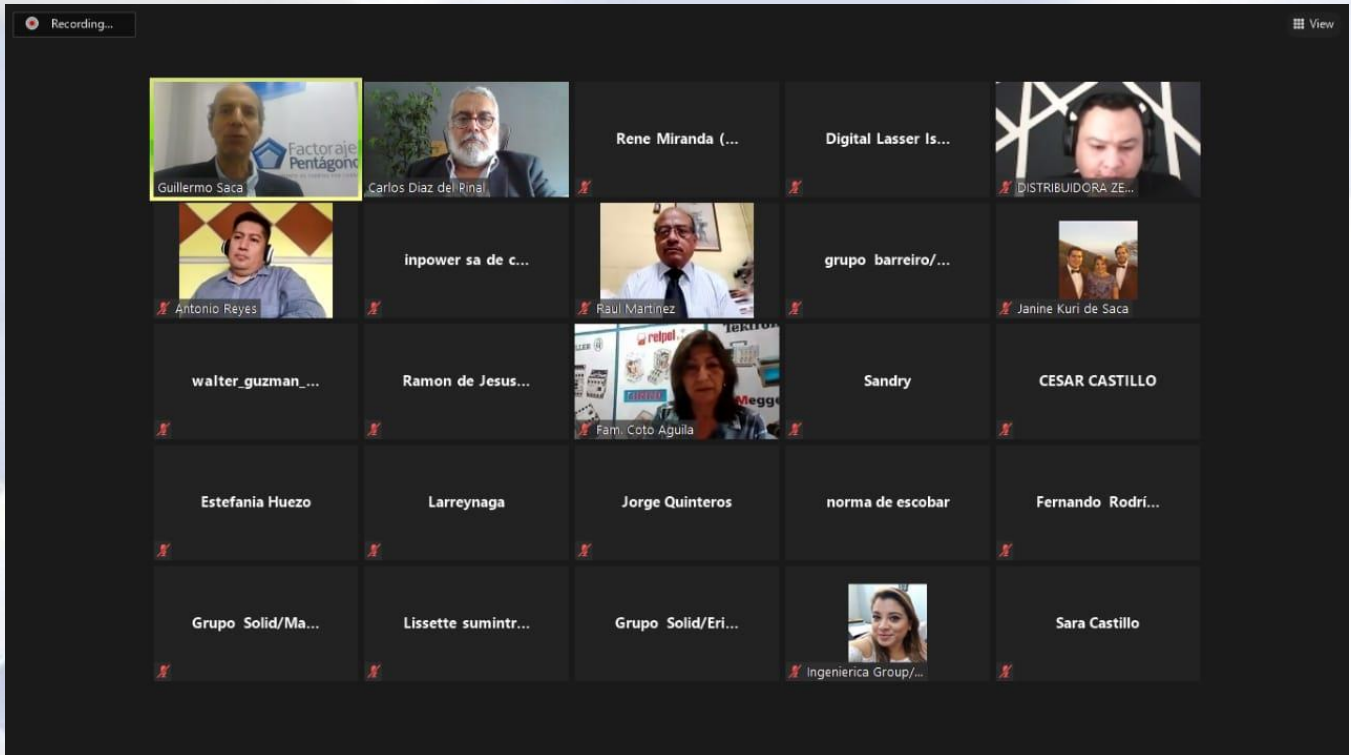 Recording...
View
Factoraje
Pentágono
Guillermo Saca
Carlos Diaz del Pinal
Rene Miranda (...
Digital Lasser Is...
DISTRIBUIDORA ZE...
Antonio Reyes
inpower sa de c...
Raul Martinez
grupo barreiro/...
Janine Kuri de Saca
walter_guzman_...
Ramon de Jesus...
relpol
Tektron
Megge
Fam. Coto Aguila
Sandry
CESAR CASTILLO
Estefania Huezo
Larreynaga
Jorge Quinteros
norma de escobar
Fernando Rodrí...
Grupo Solid/Ma...
Lissette sumintr...
Grupo Solid/Eri...
Ingenierica Group/...
Sara Castillo